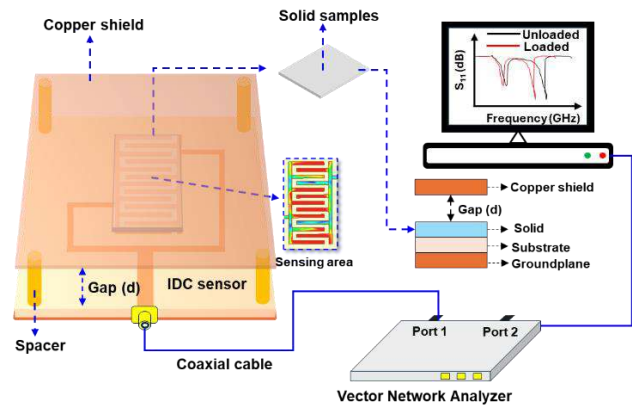 Copper shield
Solid samples
Unloaded
Loaded
S11 (dB)
Frequency (GHz)
Copper shield
Gap (d)
Solid
Substrate
Groundplane
Sensing area
Gap (d)
IDC sensor
Spacer
Coaxial cable
Port 1
Port 2
Vector Network Analyzer